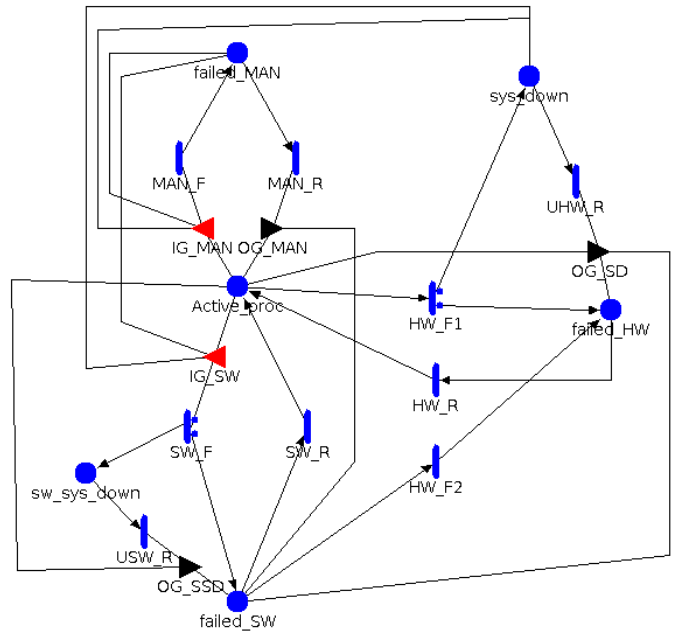 failed_MAN
sys_down
MAN_F
MAN_R
UHW_R
IG_MAN
OG_MAN
OG_SD
Active_proc
HW_F1
failed_HW
IG_SW
HW_R
SW_F
SW_R
HW_F2
sw_sys_down
USW_R
OG_SSD
failed_SW